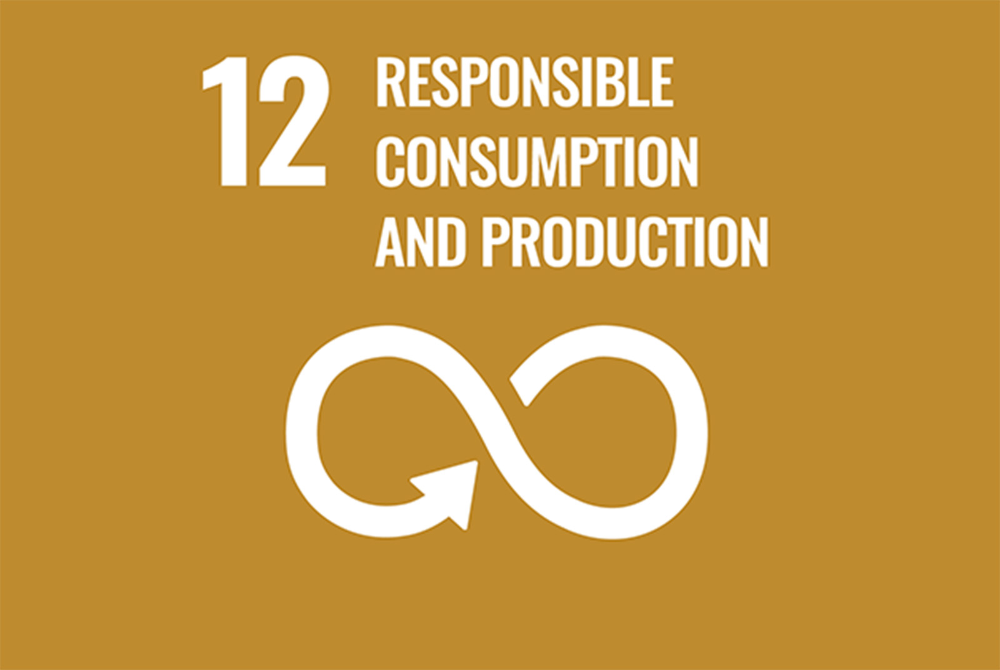 12 RESPONSIBLE
CONSUMPTION
AND PRODUCTION